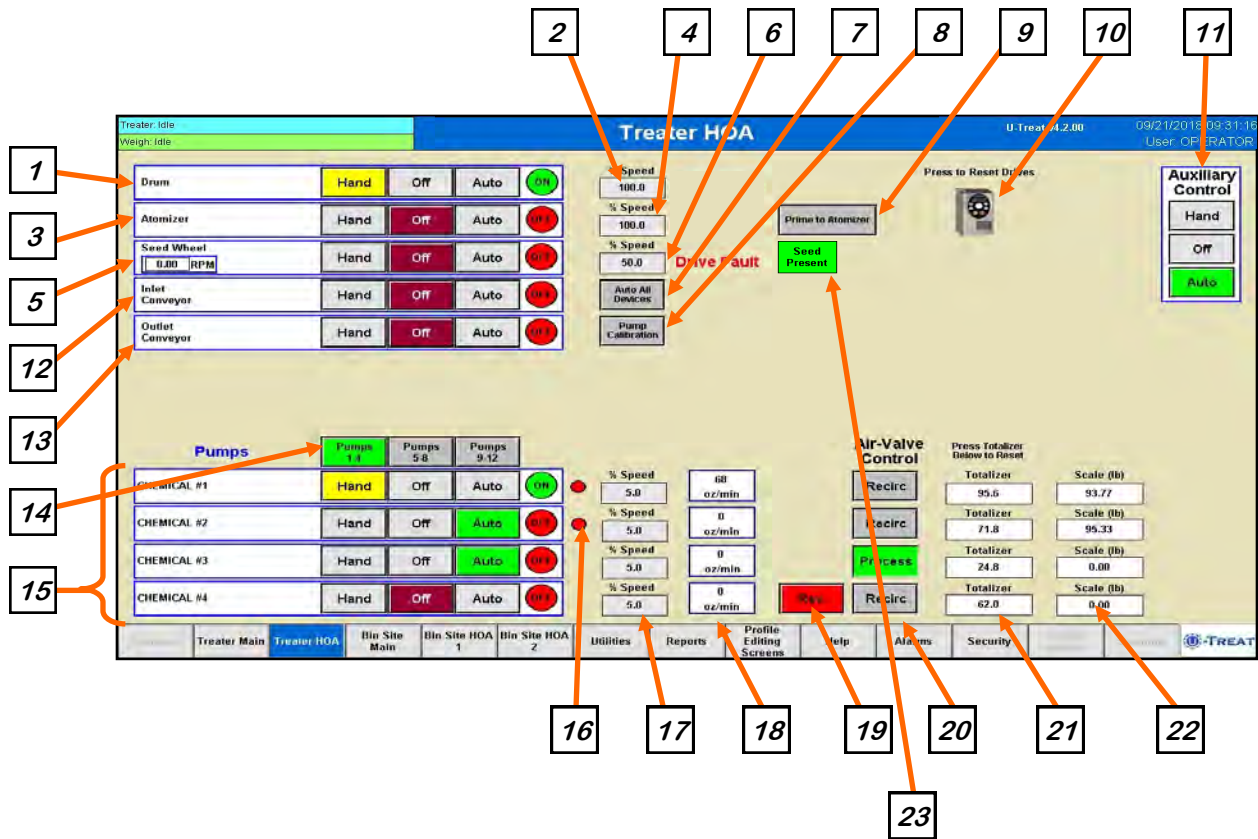 2
4
6
7
8
9
10
11
Treater: Idle
Weigh: Idle
Treater HOA
U-Treat v4.2.00
09/21/2018 09:31:16
User: OPERATOR
1
Drum
Hand
Off
Auto
ON
% Speed
100.0
Press to Reset Drives
Auxiliary
Control
Hand
Off
Auto
3
Atomizer
Hand
Off
Auto
OFF
% Speed
100.0
Prime to Atomizer
5
Seed Wheel
0.00 RPM
Hand
Off
Auto
OFF
% Speed
50.0
Drive Fault
Seed
Present
12
Inlet
Conveyor
Hand
Off
Auto
OFF
Auto All
Devices
13
Outlet
Conveyor
Hand
Off
Auto
OFF
Pump
Calibration
Pumps
Pumps
1-4
Pumps
5-8
Pumps
9-12
Air-Valve
Control
Press Totalizer
Below to Reset
14
15
CHEMICAL #1
Hand
Off
Auto
ON
% Speed
5.0
68
oz/min
Recirc
Totalizer
95.6
Scale (lb)
93.77
CHEMICAL #2
Hand
Off
Auto
OFF
% Speed
5.0
0
oz/min
Recirc
Totalizer
71.8
Scale (lb)
95.33
CHEMICAL #3
Hand
Off
Auto
OFF
% Speed
5.0
0
oz/min
Process
Totalizer
24.8
Scale (lb)
0.00
CHEMICAL #4
Hand
Off
Auto
OFF
% Speed
5.0
0
oz/min
Recirc
Totalizer
62.0
Scale (lb)
0.00
Treater Main
Treater HOA
Bin Site
Main
Bin Site HOA
1
Bin Site HOA
2
Utilities
Reports
Profile
Editing
Screens
Help
Alarms
Security
U-TREAT
16
17
18
19
20
21
22
23